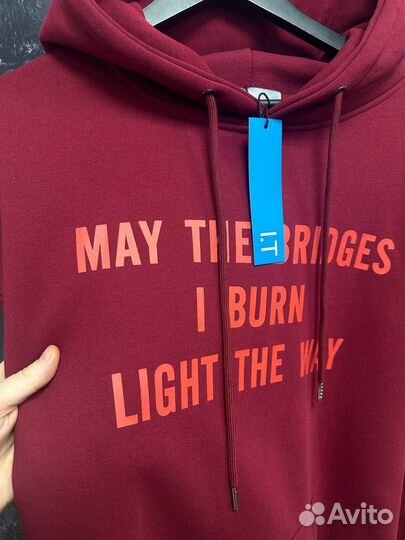 I.T
MAY THE BRIDGES
I BURN
LIGHT THE WAY
Avito